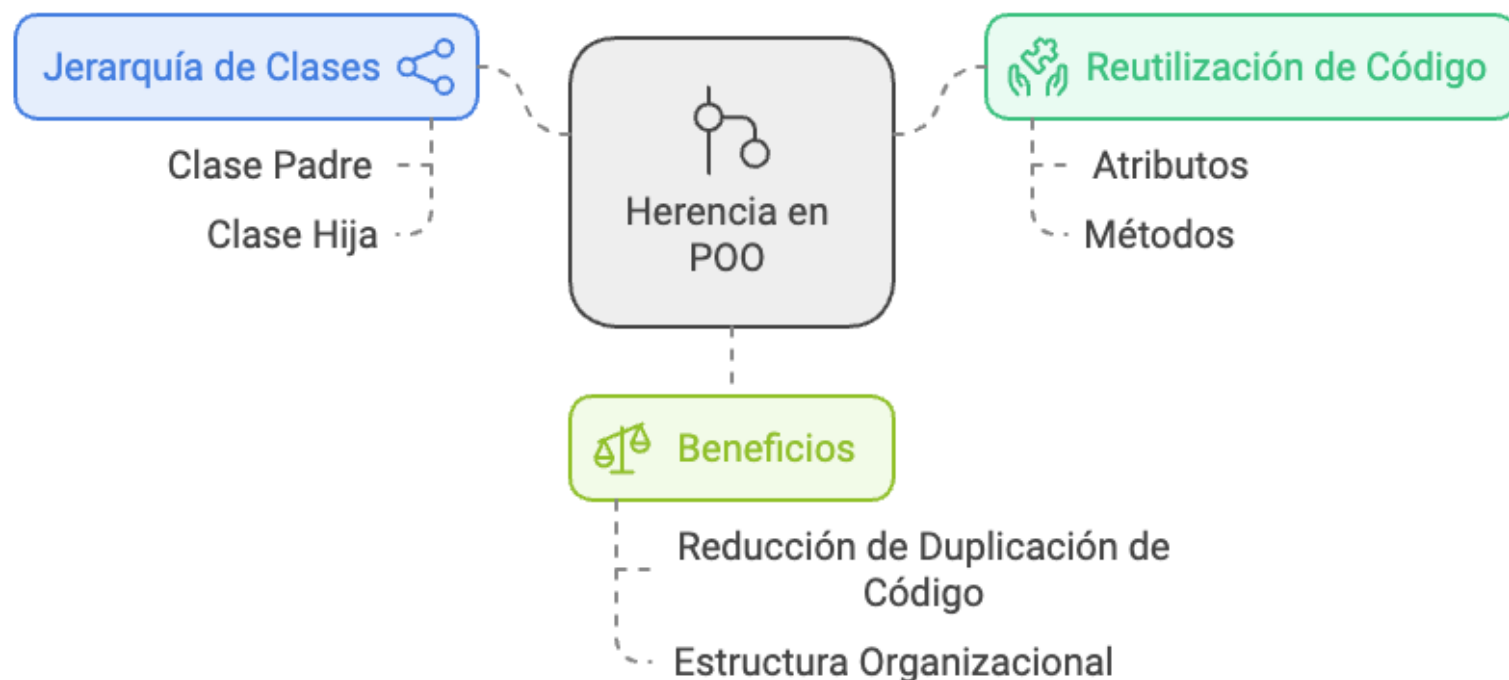 Jerarquía de Clases
Clase Padre
Clase Hija
Herencia en
POO
Reutilización de Código
Atributos
Métodos
Beneficios
Reducción de Duplicación de
Código
Estructura Organizacional